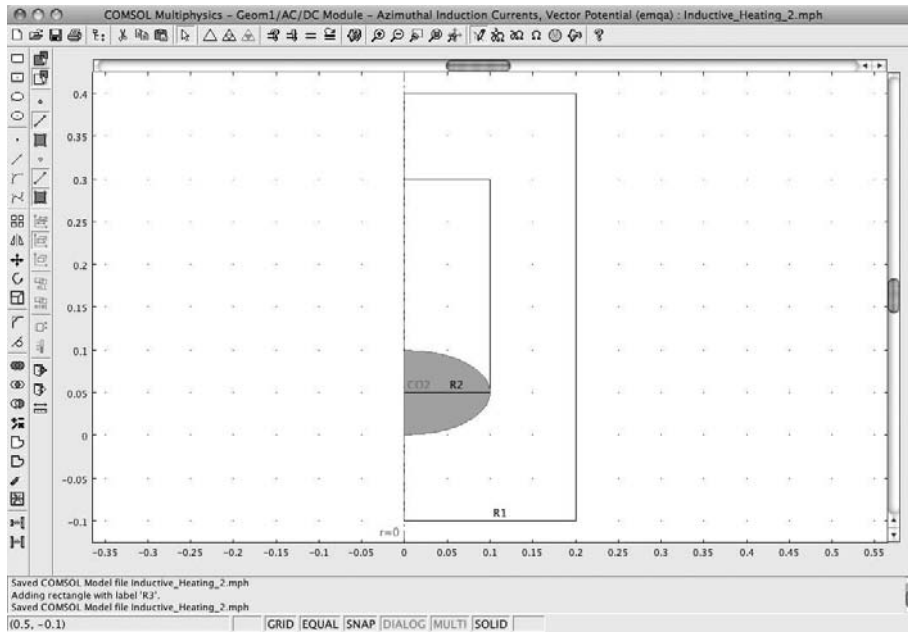 COMSOL Multiphysics - Geom1/AC/DC Module - Azimuthal Induction Currents, Vector Potential (emqa) : Inductive_Heating_2.mph
0.4
0.35
0.3
0.25
0.2
0.15
0.1
CO2 R2
0.05
0
-0.05
R1
-0.1
r=0
-0.35 -0.3 -0.25 -0.2 -0.15 -0.1 -0.05 0 0.05 0.1 0.15 0.2 0.25 0.3 0.35 0.4 0.45 0.5 0.55
Saved COMSOL Model file Inductive_Heating_2.mph
Adding rectangle with label 'R3'.
Saved COMSOL Model file Inductive_Heating_2.mph
(0.5, -0.1) GRID EQUAL SNAP DIALOG MULTI SOLID